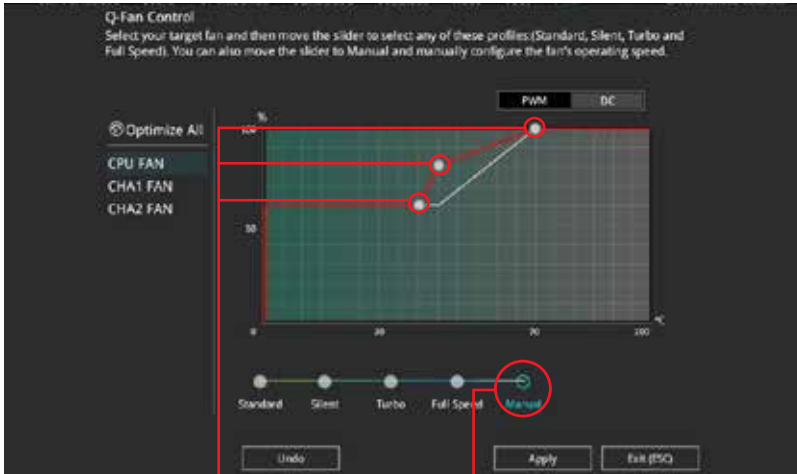 Q-Fan Control
Select your target fan and then move the slider to select any of these profiles:(Standard, Silent, Turbo and
Full Speed). You can also move the slider to Manual and manually configure the fan's operating speed.
PWM DC
%
Optimize All
100
CPU FAN
CHA1 FAN
CHA2 FAN
50
°C
0 30 70 100
Standard Silent Turbo Full Speed Manual
Undo Apply Exit (ESC)